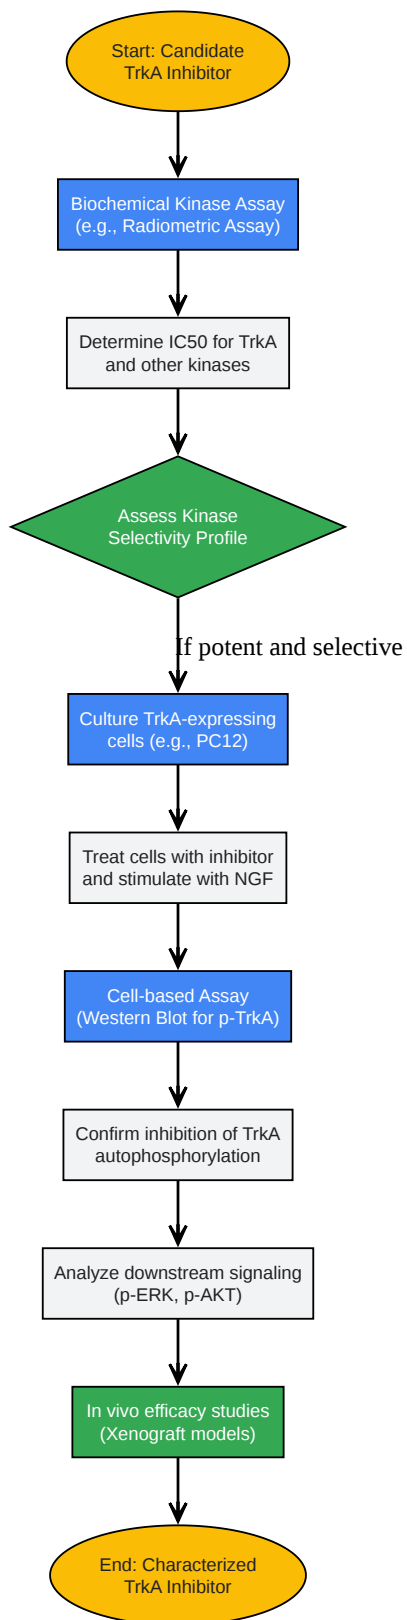 Start: Candidate
TrkA Inhibitor
Biochemical Kinase Assay
(e.g., Radiometric Assay)
Determine IC50 for TrkA
and other kinases
Assess Kinase
Selectivity Profile
If potent and selective
Culture TrkA-expressing
cells (e.g., PC12)
Treat cells with inhibitor
and stimulate with NGF
Cell-based Assay
(Western Blot for p-TrkA)
Confirm inhibition of TrkA
autophosphorylation
Analyze downstream signaling
(p-ERK, p-AKT)
In vivo efficacy studies
(Xenograft models)
End: Characterized
TrkA Inhibitor